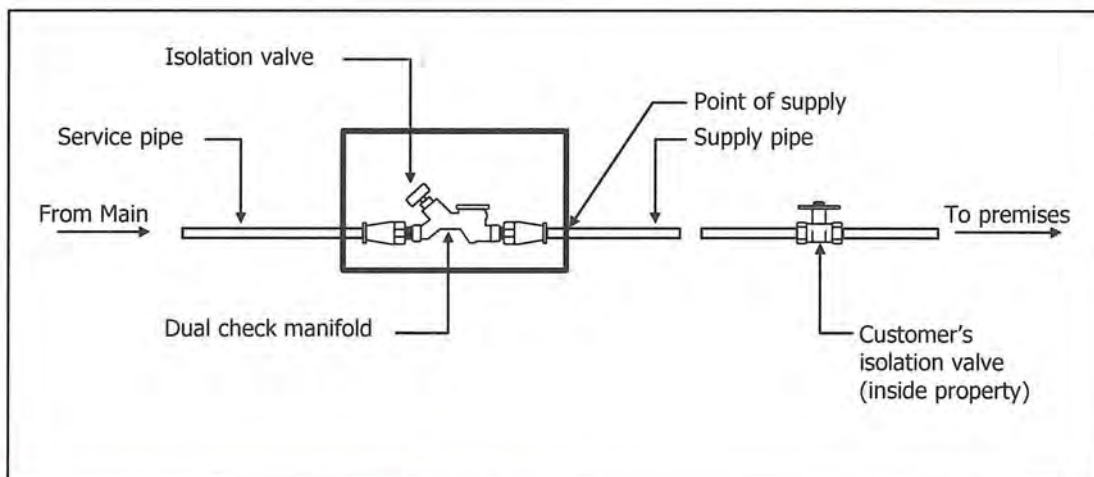 Isolation valve
Point of supply
Service pipe
Supply pipe
From Main
To premises
Dual check manifold
Customer's
isolation valve
(inside property)